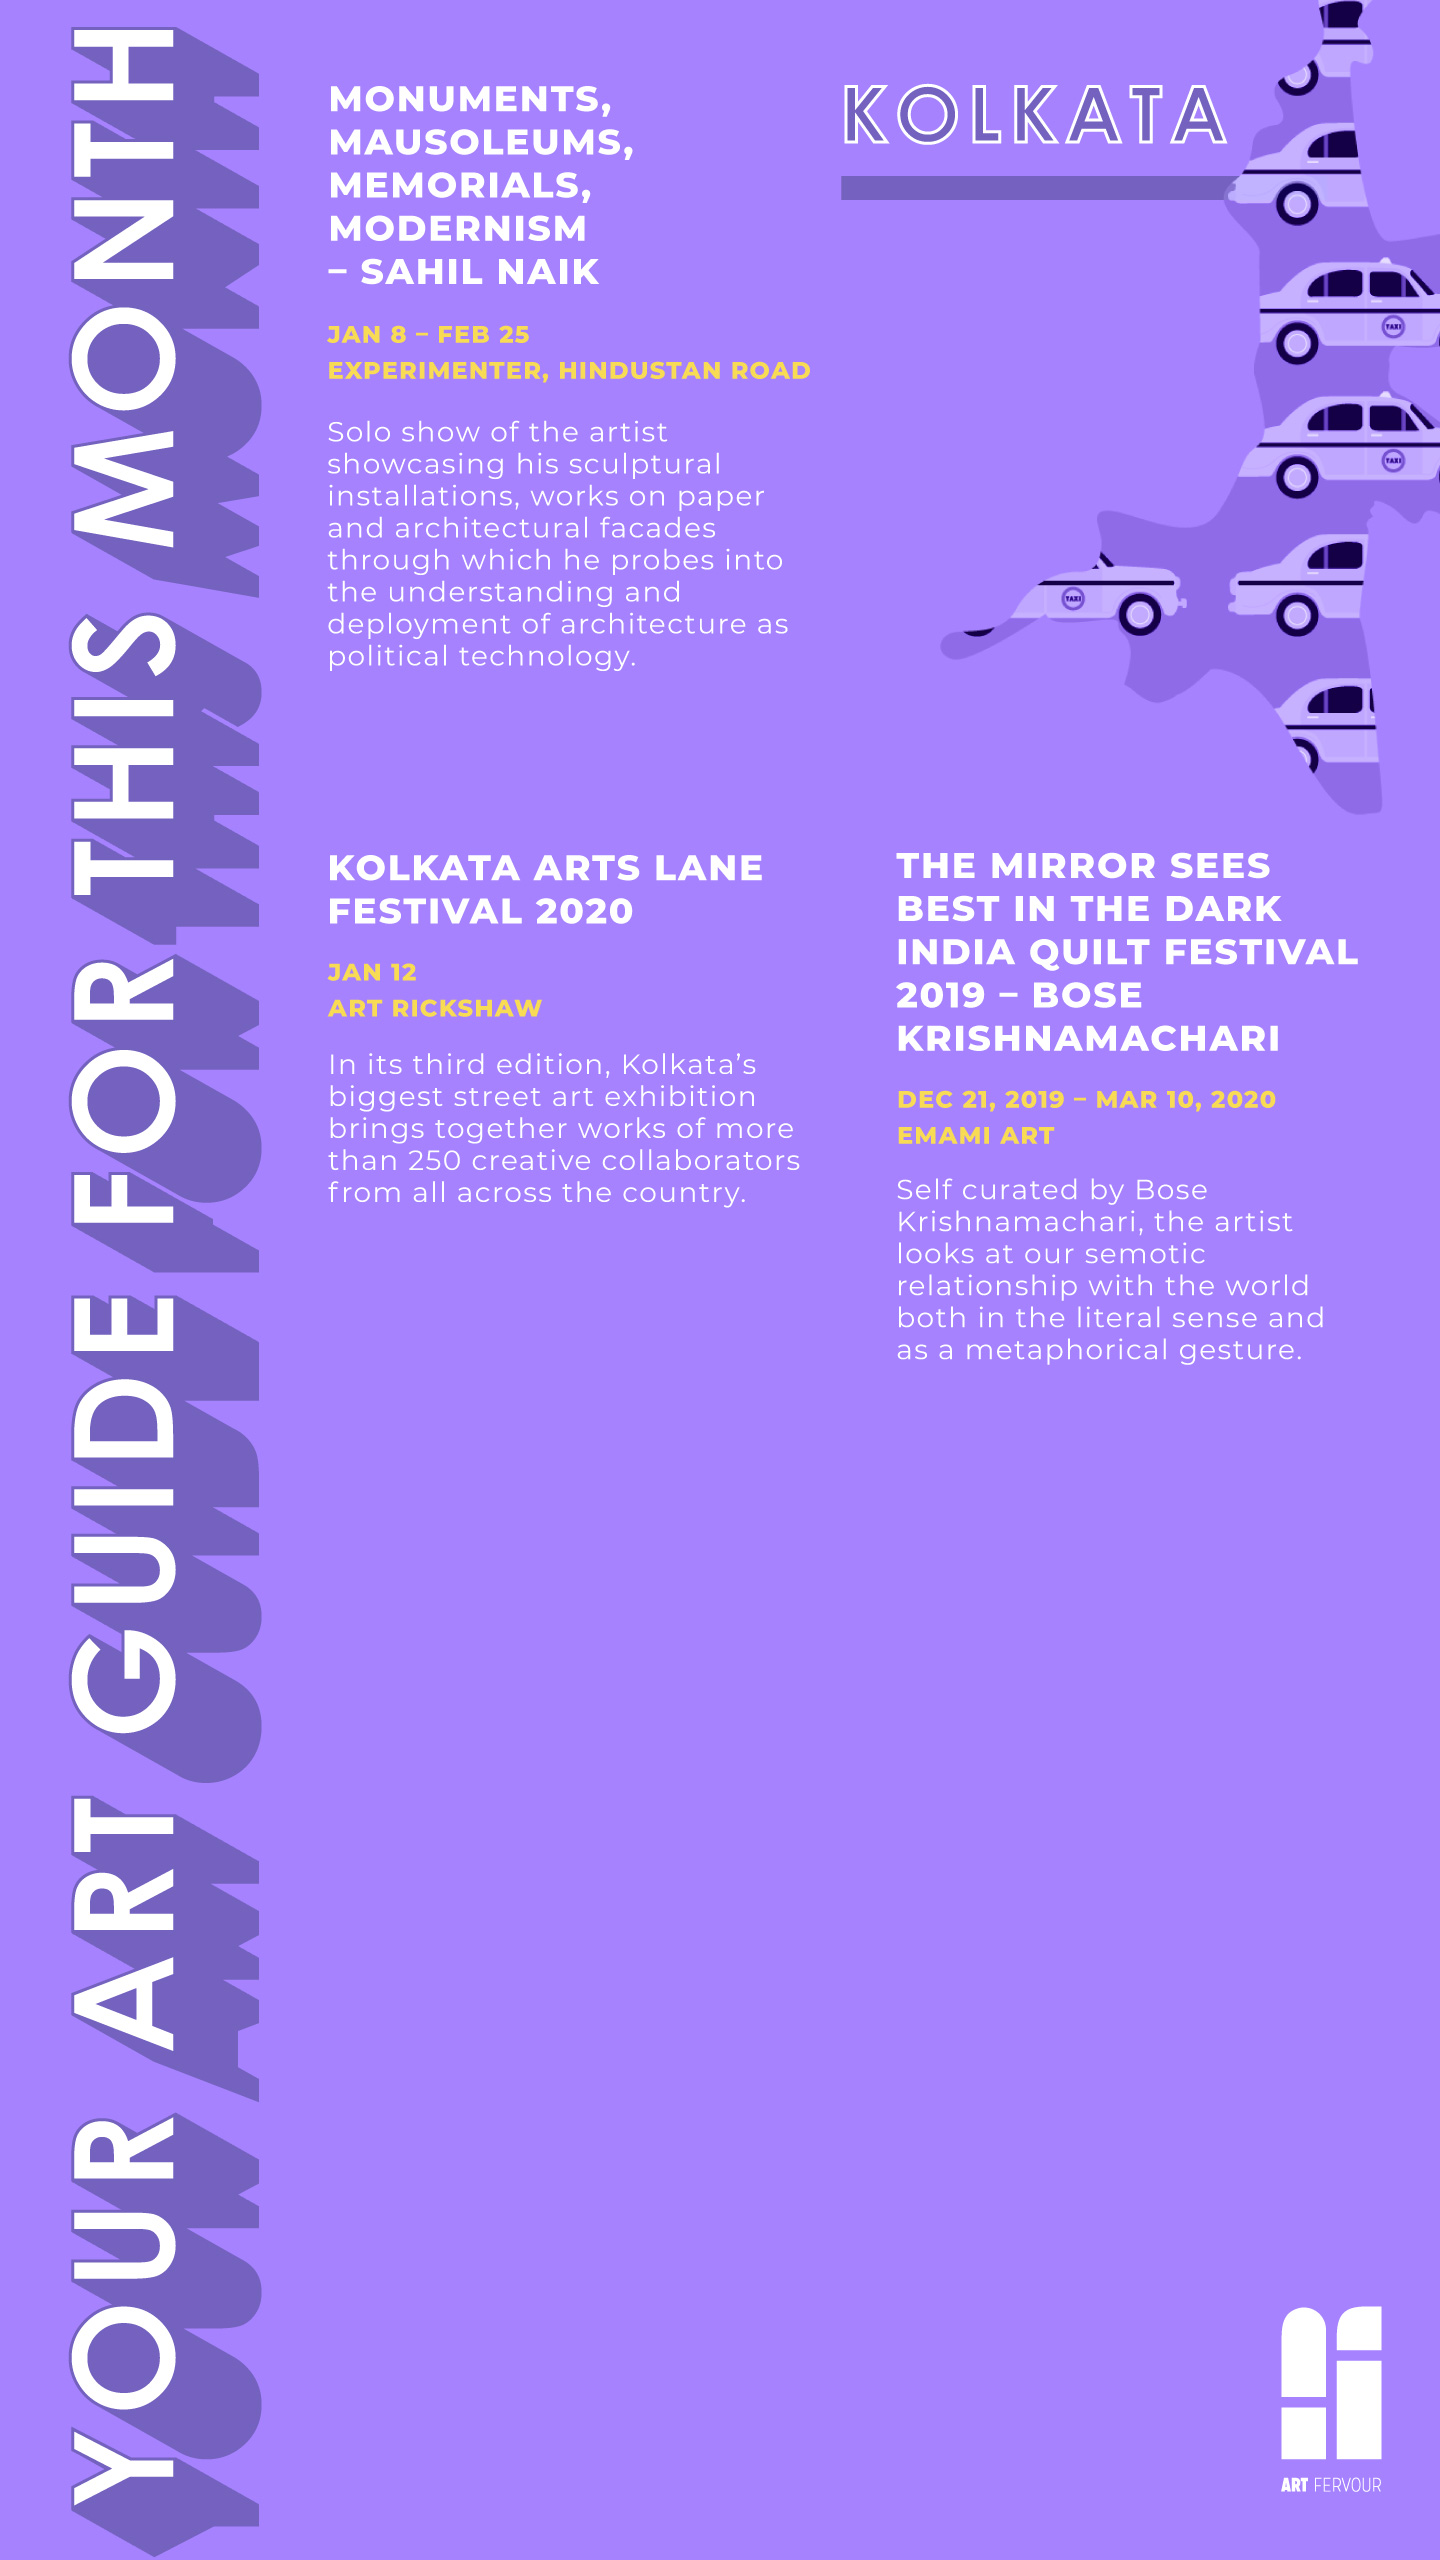 YOUR ART GUIDE FOR THIS MONTH
KOLKATA
MONUMENTS,
MAUSOLEUMS,
MEMORIALS,
MODERNISM
– SAHIL NAIK
JAN 8 – FEB 25
EXPERIMENTER, HINDUSTAN ROAD
Solo show of the artist
showcasing his sculptural
installations, works on paper
and architectural facades
through which he probes into
the understanding and
deployment of architecture as
political technology.
TAXI
TAXI
TAXI
KOLKATA ARTS LANE
FESTIVAL 2020
JAN 12
ART RICKSHAW
In its third edition, Kolkata’s
biggest street art exhibition
brings together works of more
than 250 creative collaborators
from all across the country.
THE MIRROR SEES
BEST IN THE DARK
INDIA QUILT FESTIVAL
2019 – BOSE
KRISHNAMACHARI
DEC 21, 2019 – MAR 10, 2020
EMAMI ART
Self curated by Bose
Krishnamachari, the artist
looks at our semotic
relationship with the world
both in the literal sense and
as a metaphorical gesture.
ART FERVOUR